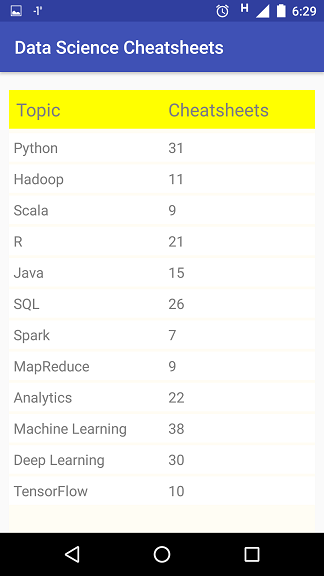 -1' H 6:29
Data Science Cheatsheets
Topic Cheatsheets
Python 31
Hadoop 11
Scala 9
R 21
Java 15
SQL 26
Spark 7
MapReduce 9
Analytics 22
Machine Learning 38
Deep Learning 30
TensorFlow 10